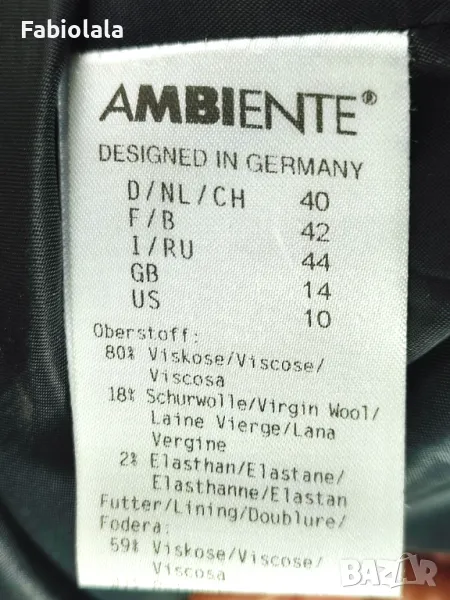 Fabiolala
AMBIENTE®
DESIGNED IN GERMANY
D/NL/CH 40
F/B 42
I/RU 44
GB 14
US 10
Oberstoff:
80% Viskose/Viscose/
Viscosa
18% Schurwolle/Virgin Wool/
Laine Vierge/Lana
Vergine
2% Elasthan/Elastane/
Elasthanne/Elastan
Futter/Lining/Doublure/
Fodera:
59% Viskose/Viscose/
Viscosa
BAZAR.BG